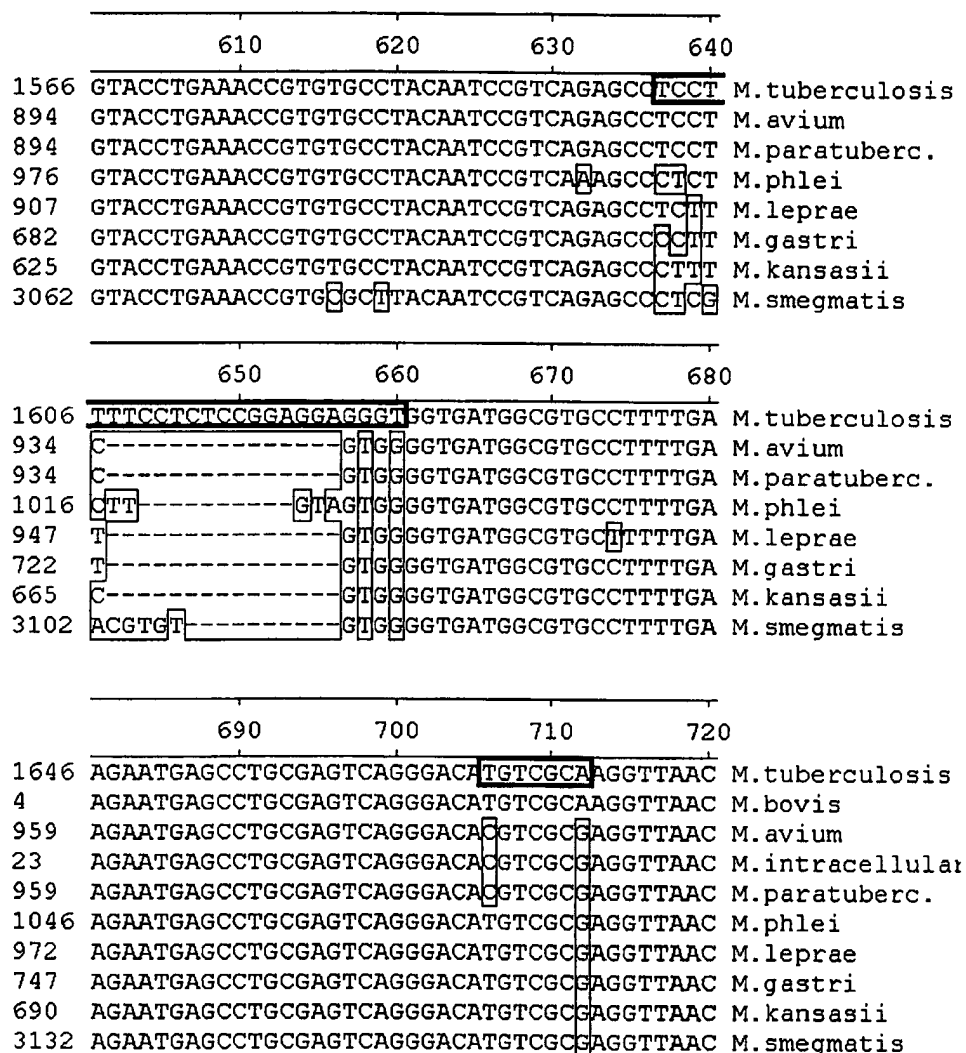 610 620 630 640
1566 GTACCTGAAACCGTGTGCCTACAATCCGTCAGAGCCTCCT M.tuberculosis
894 GTACCTGAAACCGTGTGCCTACAATCCGTCAGAGCCTCCT M.avium
894 GTACCTGAAACCGTGTGCCTACAATCCGTCAGAGCCTCCT M.paratuberc.
976 GTACCTGAAACCGTGTGCCTACAATCCGTCAAAGCCCTCT M.phlei
907 GTACCTGAAACCGTGTGCCTACAATCCGTCAGAGCCTCTT M.leprae
682 GTACCTGAAACCGTGTGCCTACAATCCGTCAGAGCCCCTT M.gastri
625 GTACCTGAAACCGTGTGCCTACAATCCGTCAGAGCCCTTT M.kansasii
3062 GTACCTGAAACCGTGCGCTTACAATCCGTCAGAGCCCTCG M.smegmatis
650 660 670 680
1606 TTTCCTCTCCGGAGGAGGGTGGTGATGGCGTGCCTTTTGA M.tuberculosis
934 C---------------GTGGGGTGATGGCGTGCCTTTTGA M.avium
934 C---------------GTGGGGTGATGGCGTGCCTTTTGA M.paratuberc.
1016 CTT----------GTAGTGGGGTGATGGCGTGCCTTTTGA M.phlei
947 T---------------GTGGGGTGATGGCGTGCTTTTTGA M.leprae
722 T---------------GTGGGGTGATGGCGTGCCTTTTGA M.gastri
665 C---------------GTGGGGTGATGGCGTGCCTTTTGA M.kansasii
3102 ACGTGT----------GTGGGGTGATGGCGTGCCTTTTGA M.smegmatis
690 700 710 720
1646 AGAATGAGCCTGCGAGTCAGGGACATGTCGCAAGGTTAAC M.tuberculosis
4 AGAATGAGCCTGCGAGTCAGGGACATGTCGCAAGGTTAAC M.bovis
959 AGAATGAGCCTGCGAGTCAGGGACACGTCGCGAGGTTAAC M.avium
23 AGAATGAGCCTGCGAGTCAGGGACACGTCGCGAGGTTAAC M.intracellular
959 AGAATGAGCCTGCGAGTCAGGGACACGTCGCGAGGTTAAC M.paratuberc.
1046 AGAATGAGCCTGCGAGTCAGGGACATGTCGCGAGGTTAAC M.phlei
972 AGAATGAGCCTGCGAGTCAGGGACATGTCGCGAGGTTAAC M.leprae
747 AGAATGAGCCTGCGAGTCAGGGACATGTCGCGAGGTTAAC M.gastri
690 AGAATGAGCCTGCGAGTCAGGGACATGTCGCGAGGTTAAC M.kansasii
3132 AGAATGAGCCTGCGAGTCAGGGACATGTCGCGAGGTTAAC M.smegmatis